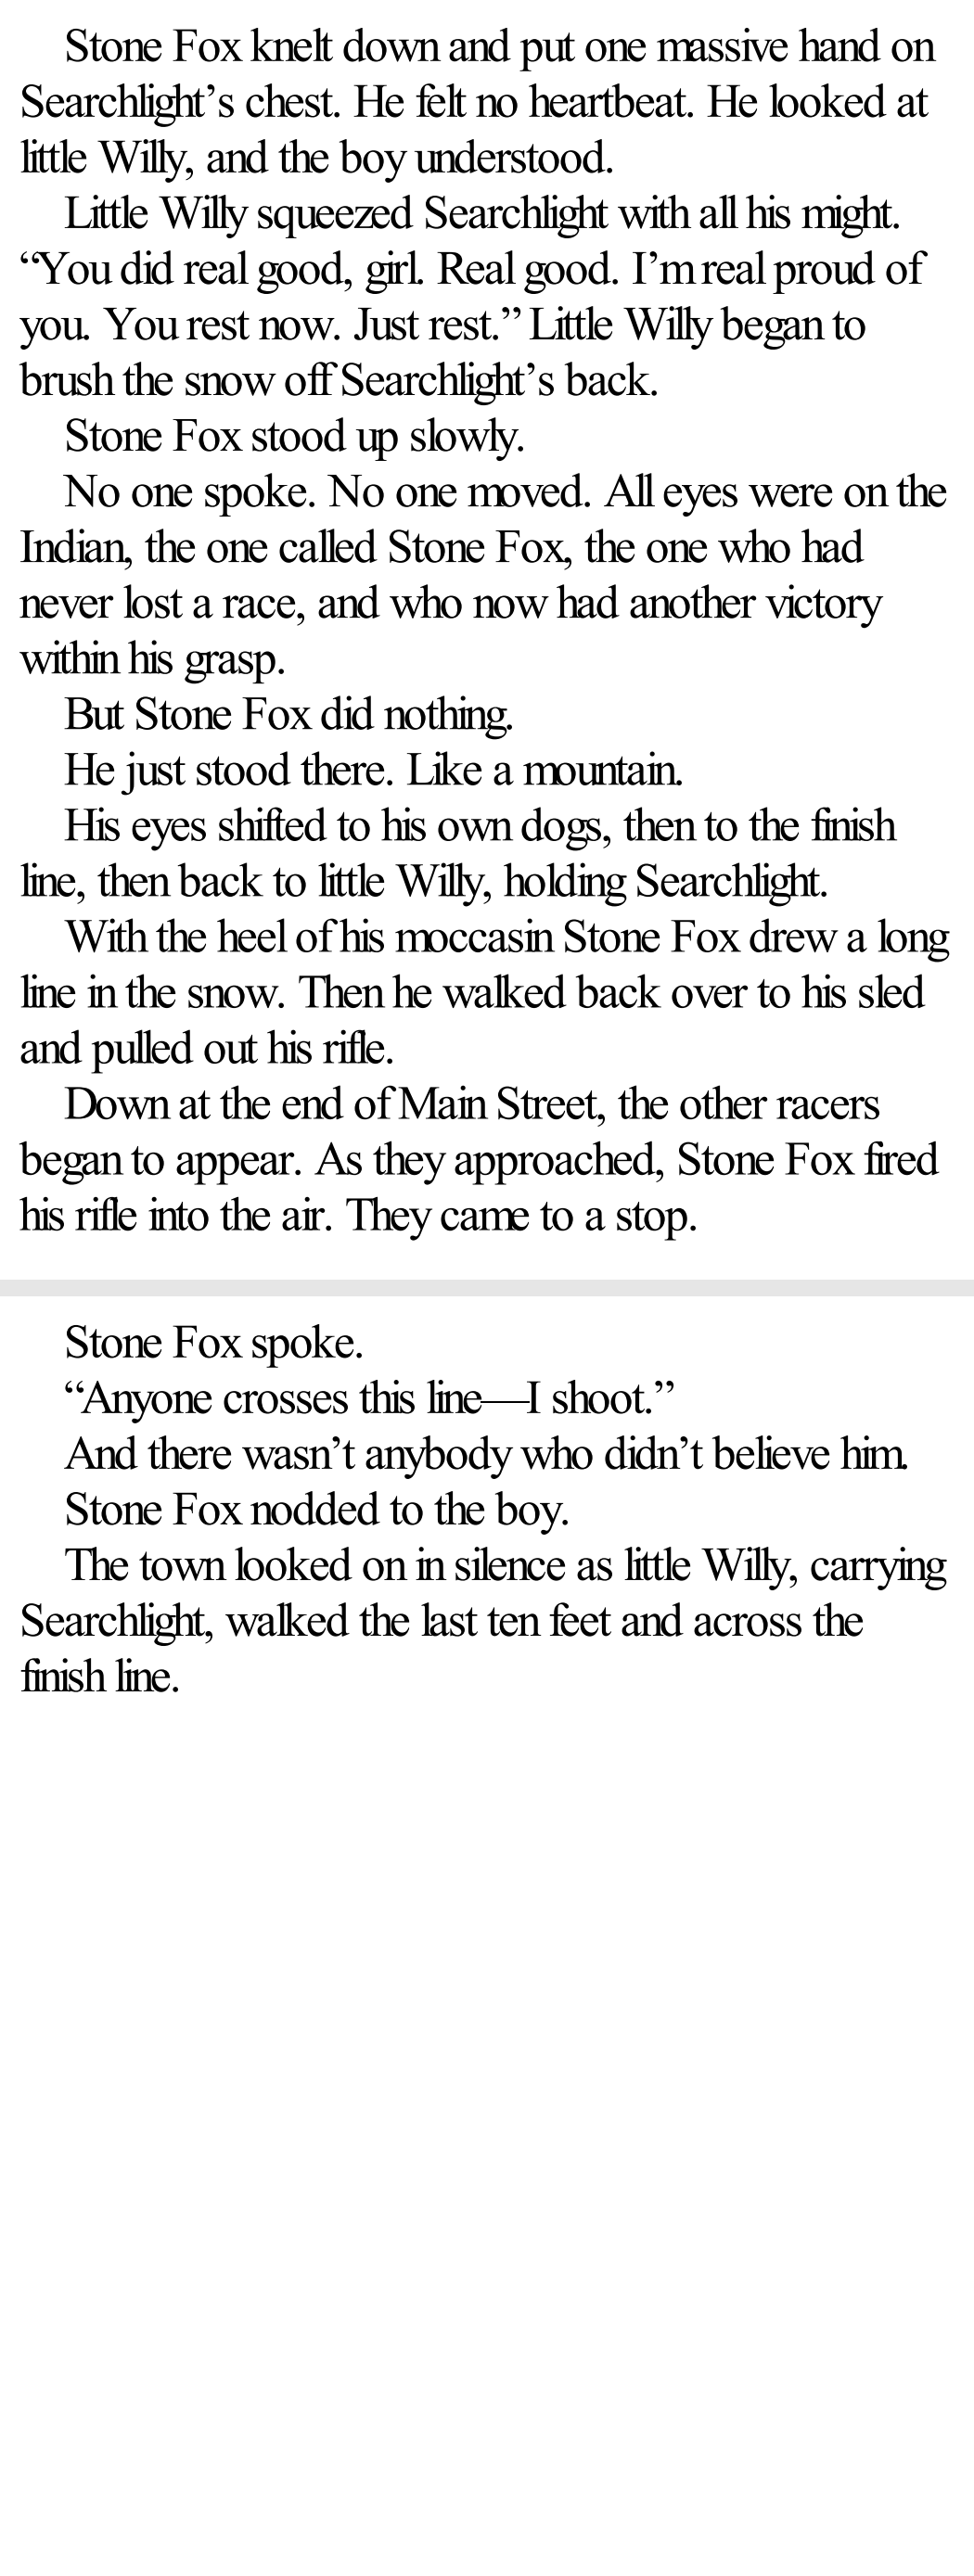 Stone Fox knelt down and put one massive hand on
Searchlight’s chest. He felt no heartbeat. He looked at
little Willy, and the boy understood.
Little Willy squeezed Searchlight with all his might.
“You did real good, girl. Real good. I’m real proud of
you. You rest now. Just rest.” Little Willy began to
brush the snow off Searchlight’s back.
Stone Fox stood up slowly.
No one spoke. No one moved. All eyes were on the
Indian, the one called Stone Fox, the one who had
never lost a race, and who now had another victory
within his grasp.
But Stone Fox did nothing.
He just stood there. Like a mountain.
His eyes shifted to his own dogs, then to the finish
line, then back to little Willy, holding Searchlight.
With the heel of his moccasin Stone Fox drew a long
line in the snow. Then he walked back over to his sled
and pulled out his rifle.
Down at the end of Main Street, the other racers
began to appear. As they approached, Stone Fox fired
his rifle into the air. They came to a stop.
Stone Fox spoke.
“Anyone crosses this line—I shoot.”
And there wasn’t anybody who didn’t believe him.
Stone Fox nodded to the boy.
The town looked on in silence as little Willy, carrying
Searchlight, walked the last ten feet and across the
finish line.